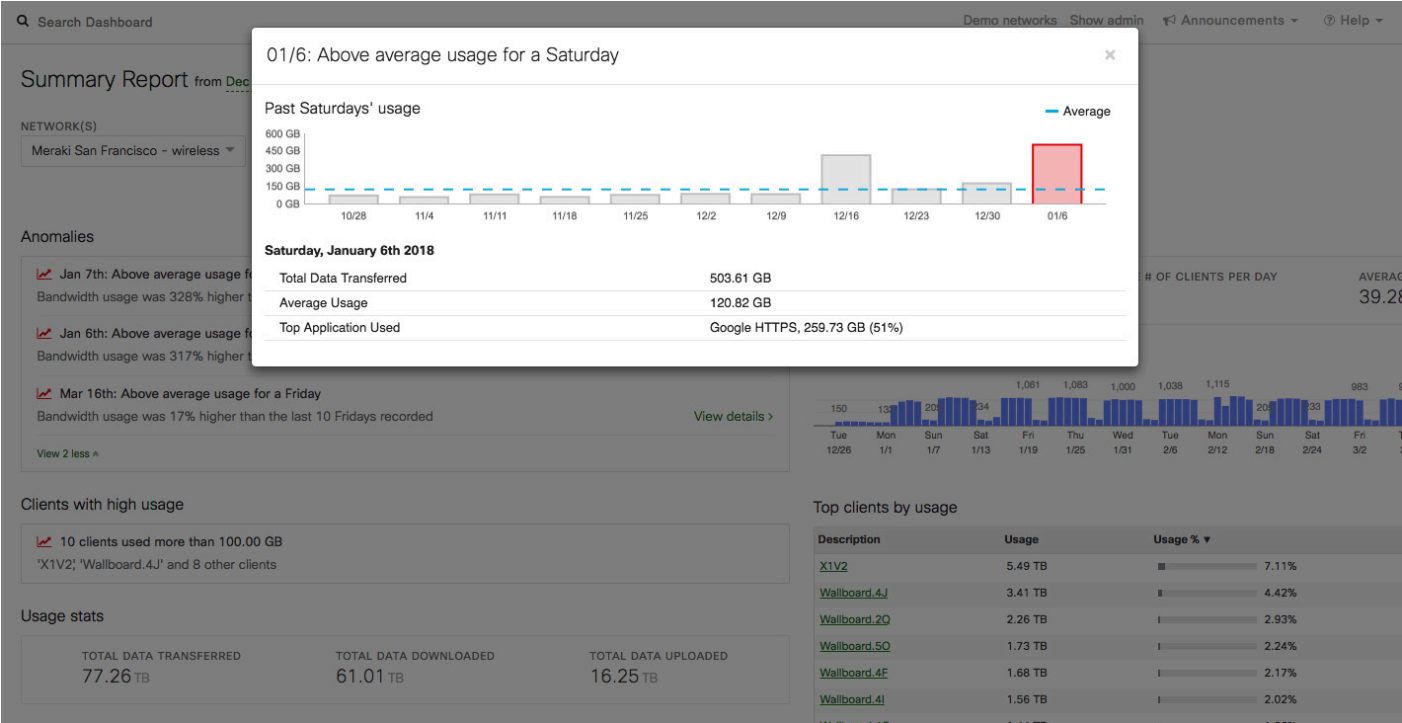 Search Dashboard
Demo networks Show admin Announcements Help
01/6: Above average usage for a Saturday ×
Summary Report from Dec
Past Saturdays' usage
Average
NETWORK(S)
Meraki San Francisco - wireless
600 GB
450 GB
300 GB
150 GB
0 GB
10/28 11/4 11/11 11/18 11/25 12/2 12/9 12/16 12/23 12/30 01/6
Saturday, January 6th 2018
Total Data Transferred 503.61 GB
Average Usage 120.82 GB
Top Application Used Google HTTPS, 259.73 GB (51%)
Anomalies
Jan 7th: Above average usage
Bandwidth usage was 328% higher
Jan 6th: Above average usage
Bandwidth usage was 317% higher
Mar 16th: Above average usage for a Friday
Bandwidth usage was 17% higher than the last 10 Fridays recorded View details >
View 2 less
# OF CLIENTS PER DAY
39.28
1,061 1,083 1,000 1,038 1,115 983
150
Tue Mon Sun Sat Fri Thu Wed Tue Mon Sun Sat Fri
12/26 1/1 1/7 1/13 1/19 1/25 1/31 2/6 2/12 2/18 2/24 3/2
Clients with high usage
10 clients used more than 100.00 GB
'X1V2', 'Wallboard.4J' and 8 other clients
Usage stats
TOTAL DATA TRANSFERRED TOTAL DATA DOWNLOADED TOTAL DATA UPLOADED
77.26 TB 61.01 TB 16.25 TB
Top clients by usage
Description Usage Usage % ▼
X1V2 5.49 TB 7.11%
Wallboard.4J 3.41 TB 4.42%
Wallboard.2Q 2.26 TB 2.93%
Wallboard.5O 1.73 TB 2.24%
Wallboard.4F 1.68 TB 2.17%
Wallboard.4I 1.56 TB 2.02%